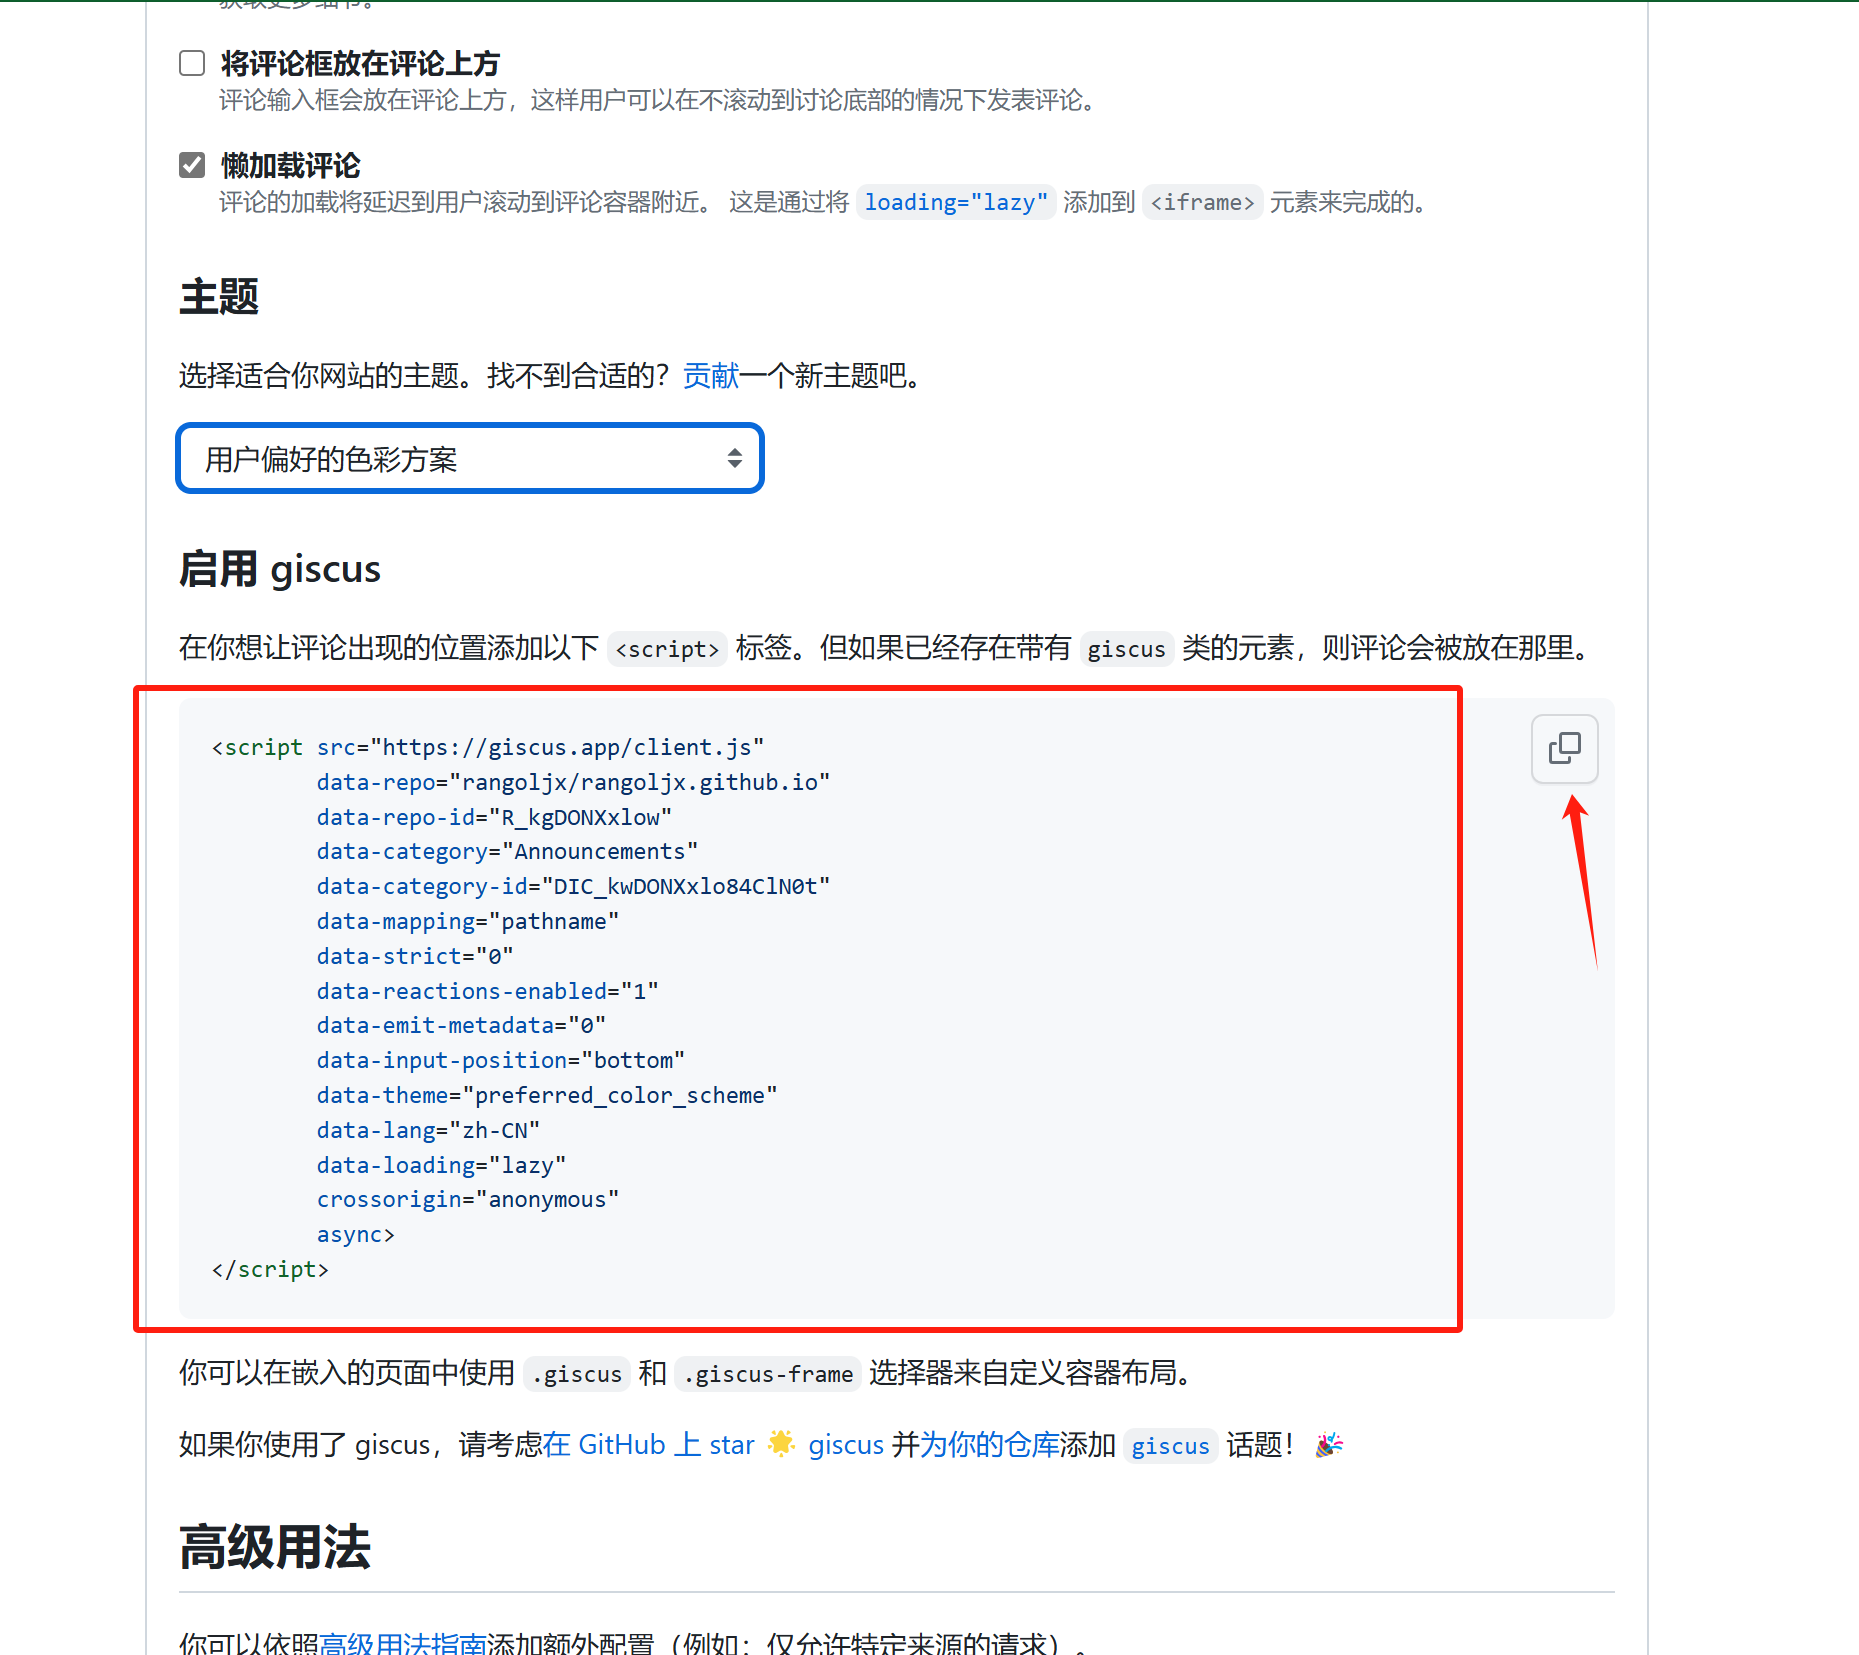 将评论框放在评论上方
评论输入框会放在评论上方，这样用户可以在不滚动到讨论底部的情况下发表评论。
懒加载评论
评论的加载将延迟到用户滚动到评论容器附近。 这是通过将 loading="lazy" 添加到 <iframe> 元素来完成的。
主题
选择适合你网站的主题。找不到合适的？贡献一个新主题吧。
用户偏好的色彩方案
启用 giscus
在你想让评论出现的位置添加以下 <script> 标签。但如果已经存在带有 giscus 类的元素，则评论会被放在那里。
<script src="https://giscus.app/client.js"
data-repo="rangoljx/rangoljx.github.io"
data-repo-id="R_kgDONXxlow"
data-category="Announcements"
data-category-id="DIC_kwDONXxlo84ClN0t"
data-mapping="pathname"
data-strict="0"
data-reactions-enabled="1"
data-emit-metadata="0"
data-input-position="bottom"
data-theme="preferred_color_scheme"
data-lang="zh-CN"
data-loading="lazy"
crossorigin="anonymous"
async>
</script>
你可以在嵌入的页面中使用 .giscus 和 .giscus-frame 选择器来自定义容器布局。
如果你使用了 giscus，请考虑在 GitHub 上 star 🌟 giscus 并为你的仓库添加 giscus 话题！🎉
高级用法
你可以依照高级用法指南添加额外配置（例如：仅允许特定来源的请求）。